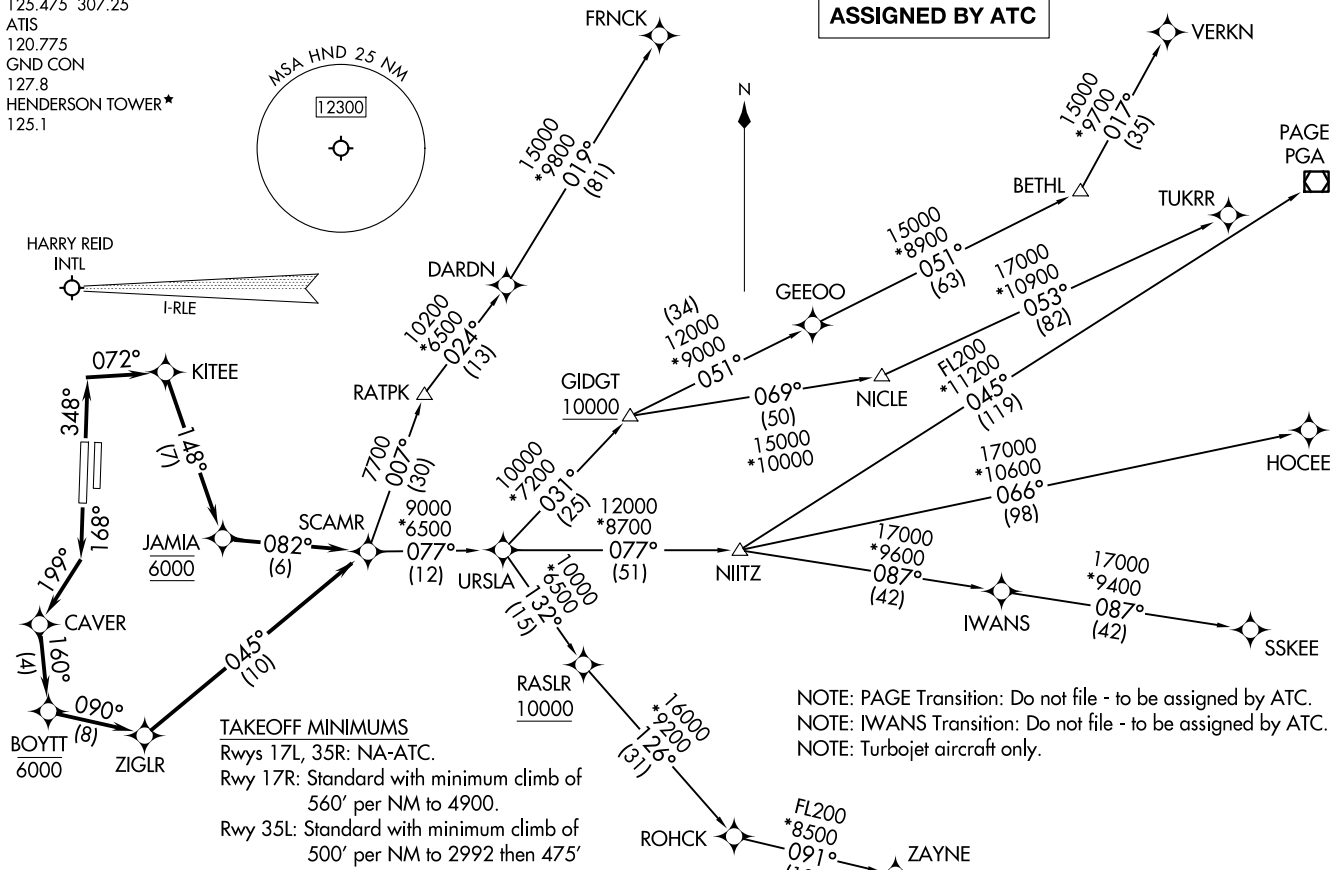 125.475 307.25
ATIS
120.775
GND CON
127.8
HENDERSON TOWER★
125.1
MSA HND 25 NM
12300
FRNCK
ASSIGNED BY ATC
VERKN
N
15000
*9800
019°
(81)
15000
*9700
017°
(35)
PAGE
PGA
BETHL
TUKRR
HARRY REID
INTL
I-RLE
DARDN
15000
*8900
051°
(63)
17000
*10900
053°
(82)
GEEOO
10200
*6500
024°
(13)
(34)
12000
*9000
051°
072°
KITEE
RATPK
GIDGT
10000
069°
(50)
15000
*10000
NICLE
FL200
*11200
045°
(119)
348°
148°
(7)
7700
007°
(30)
10000
*7200
031°
(25)
17000
*10600
066°
(98)
HOCEE
168°
JAMIA
6000
082°
(6)
SCAMR
9000
*6500
077°
(12)
URSLA
12000
*8700
077°
(51)
NIITZ
17000
*9600
087°
(42)
IWANS
17000
*9400
087°
(42)
SSKEE
199°
CAVER
160°
(4)
045°
(10)
10000
*6500
132°
(15)
RASLR
10000
BOYTT
6000
090°
(8)
ZIGLR
TAKEOFF MINIMUMS
Rwys 17L, 35R: NA-ATC.
Rwy 17R: Standard with minimum climb of
560' per NM to 4900.
Rwy 35L: Standard with minimum climb of
500' per NM to 2992 then 475'
16000
*9200
126°
(31)
NOTE: PAGE Transition: Do not file - to be assigned by ATC.
NOTE: IWANS Transition: Do not file - to be assigned by ATC.
NOTE: Turbojet aircraft only.
ROHCK
FL200
*8500
091°
ZAYNE